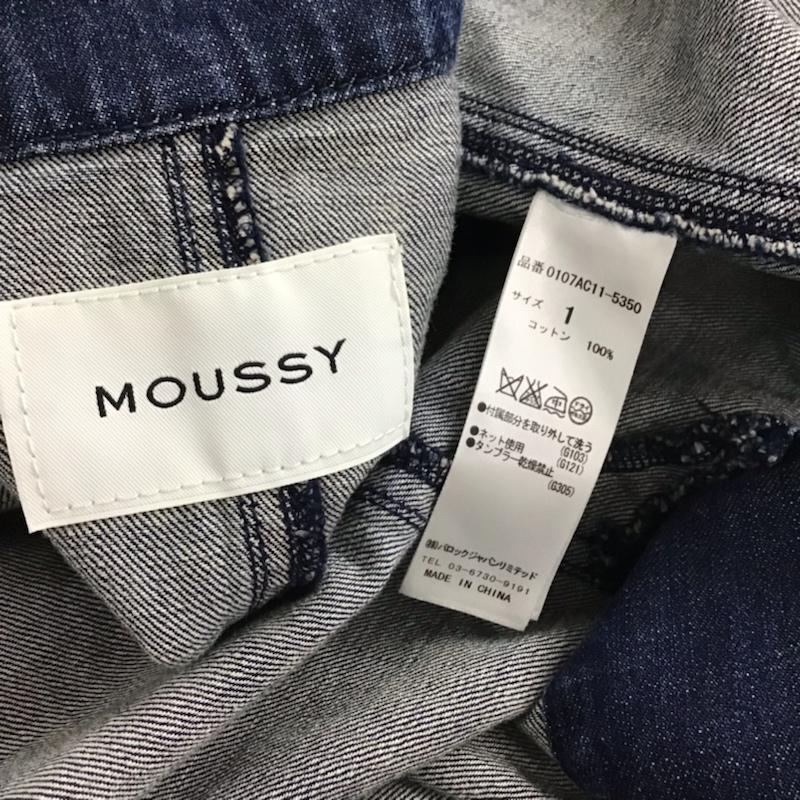 MOUSSY
品番 0107AC11-5350
サイズ 1
コットン 100%
中
●付属部分を取り外して洗う
(G103)
●ネット使用 (G121)
●タンブラー乾燥禁止
(G305)
㈱バロックジャパンリミテッド
TEL 03-6730-9191
MADE IN CHINA